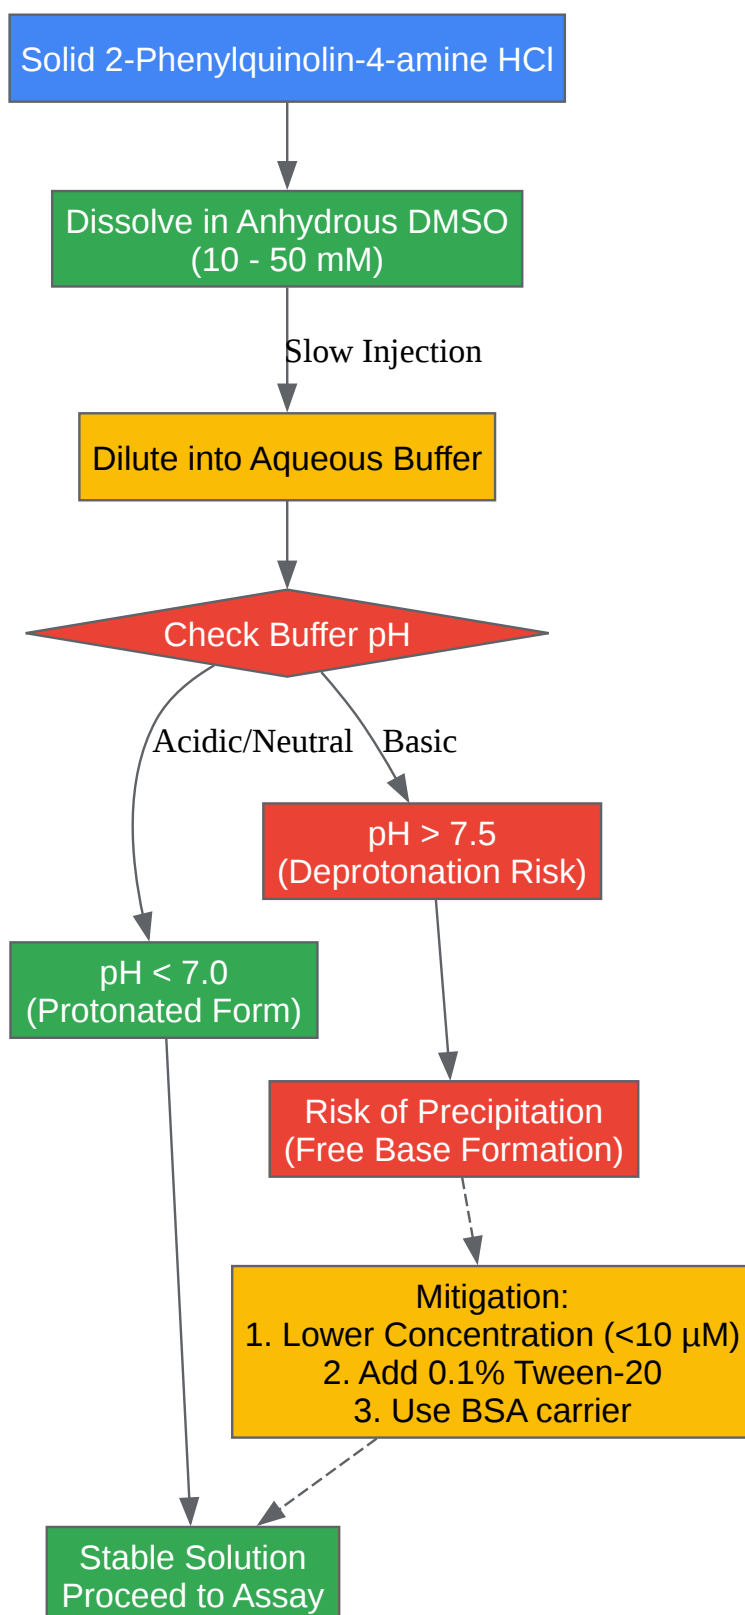 Solid 2-Phenylquinolin-4-amine HCl
Dissolve in Anhydrous DMSO
(10 - 50 mM)
Slow Injection
Dilute into Aqueous Buffer
Check Buffer pH
Acidic/Neutral
Basic
pH > 7.5
(Deprotonation Risk)
pH < 7.0
(Protonated Form)
Risk of Precipitation
(Free Base Formation)
Mitigation:
1. Lower Concentration (<10 µM)
2. Add 0.1% Tween-20
3. Use BSA carrier
Stable Solution
Proceed to Assay